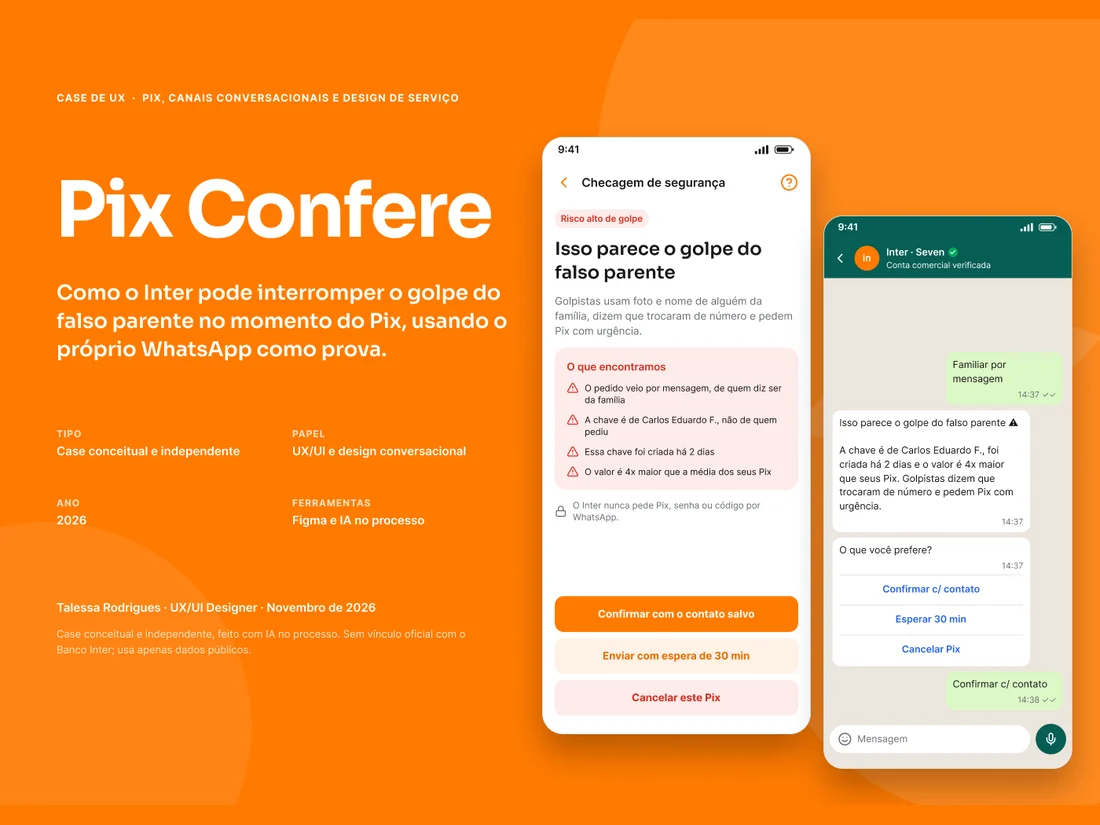 CASE DE UX · PIX, CANAIS CONVERSACIONAIS E DESIGN DE SERVIÇO
Pix Confere
Como o Inter pode interromper o golpe do
falso parente no momento do Pix, usando o
próprio WhatsApp como prova.
TIPO
Case conceitual e independente
PAPEL
UX/UI e design conversacional
ANO
2026
FERRAMENTAS
Figma e IA no processo
Talessa Rodrigues · UX/UI Designer · Novembro de 2026
Case conceitual e independente, feito com IA no processo. Sem vínculo oficial com o
Banco Inter; usa apenas dados públicos.
9:41
Checagem de segurança
?
Risco alto de golpe
Isso parece o golpe do
falso parente
Golpistas usam foto e nome de alguém da
família, dizem que trocaram de número e pedem
Pix com urgência.
O que encontramos
O pedido veio por mensagem, de quem diz ser
da família
A chave é de Carlos Eduardo F., não de quem
pediu
Essa chave foi criada há 2 dias
O valor é 4x maior que a média dos seus Pix
O Inter nunca pede Pix, senha ou código por
WhatsApp.
Confirmar com o contato salvo
Enviar com espera de 30 min
Cancelar este Pix
9:41
in
Inter · Seven
Conta comercial verificada
Familiar por
mensagem
14:37
Isso parece o golpe do falso parente ⚠
A chave é de Carlos Eduardo F., foi
criada há 2 dias e o valor é 4x maior
que seus Pix. Golpistas dizem que
trocaram de número e pedem Pix com
urgência.
14:37
O que você prefere?
14:37
Confirmar c/ contato
Esperar 30 min
Cancelar Pix
Confirmar c/ contato
14:38
Mensagem